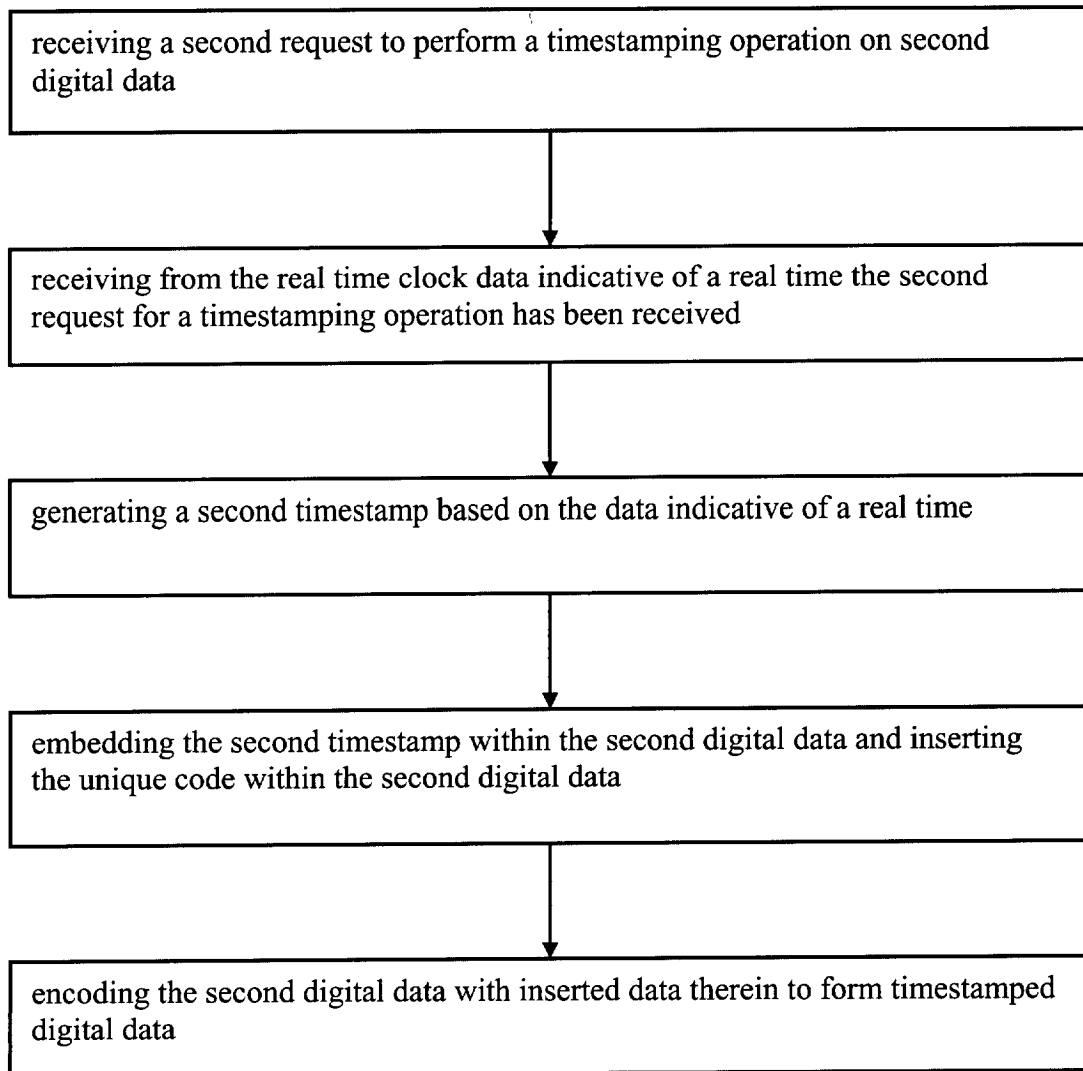 receiving a second request to perform a timestamping operation on second
digital data
receiving from the real time clock data indicative of a real time the second
request for a timestamping operation has been received
generating a second timestamp based on the data indicative of a real time
embedding the second timestamp within the second digital data and inserting
the unique code within the second digital data
encoding the second digital data with inserted data therein to form timestamped
digital data